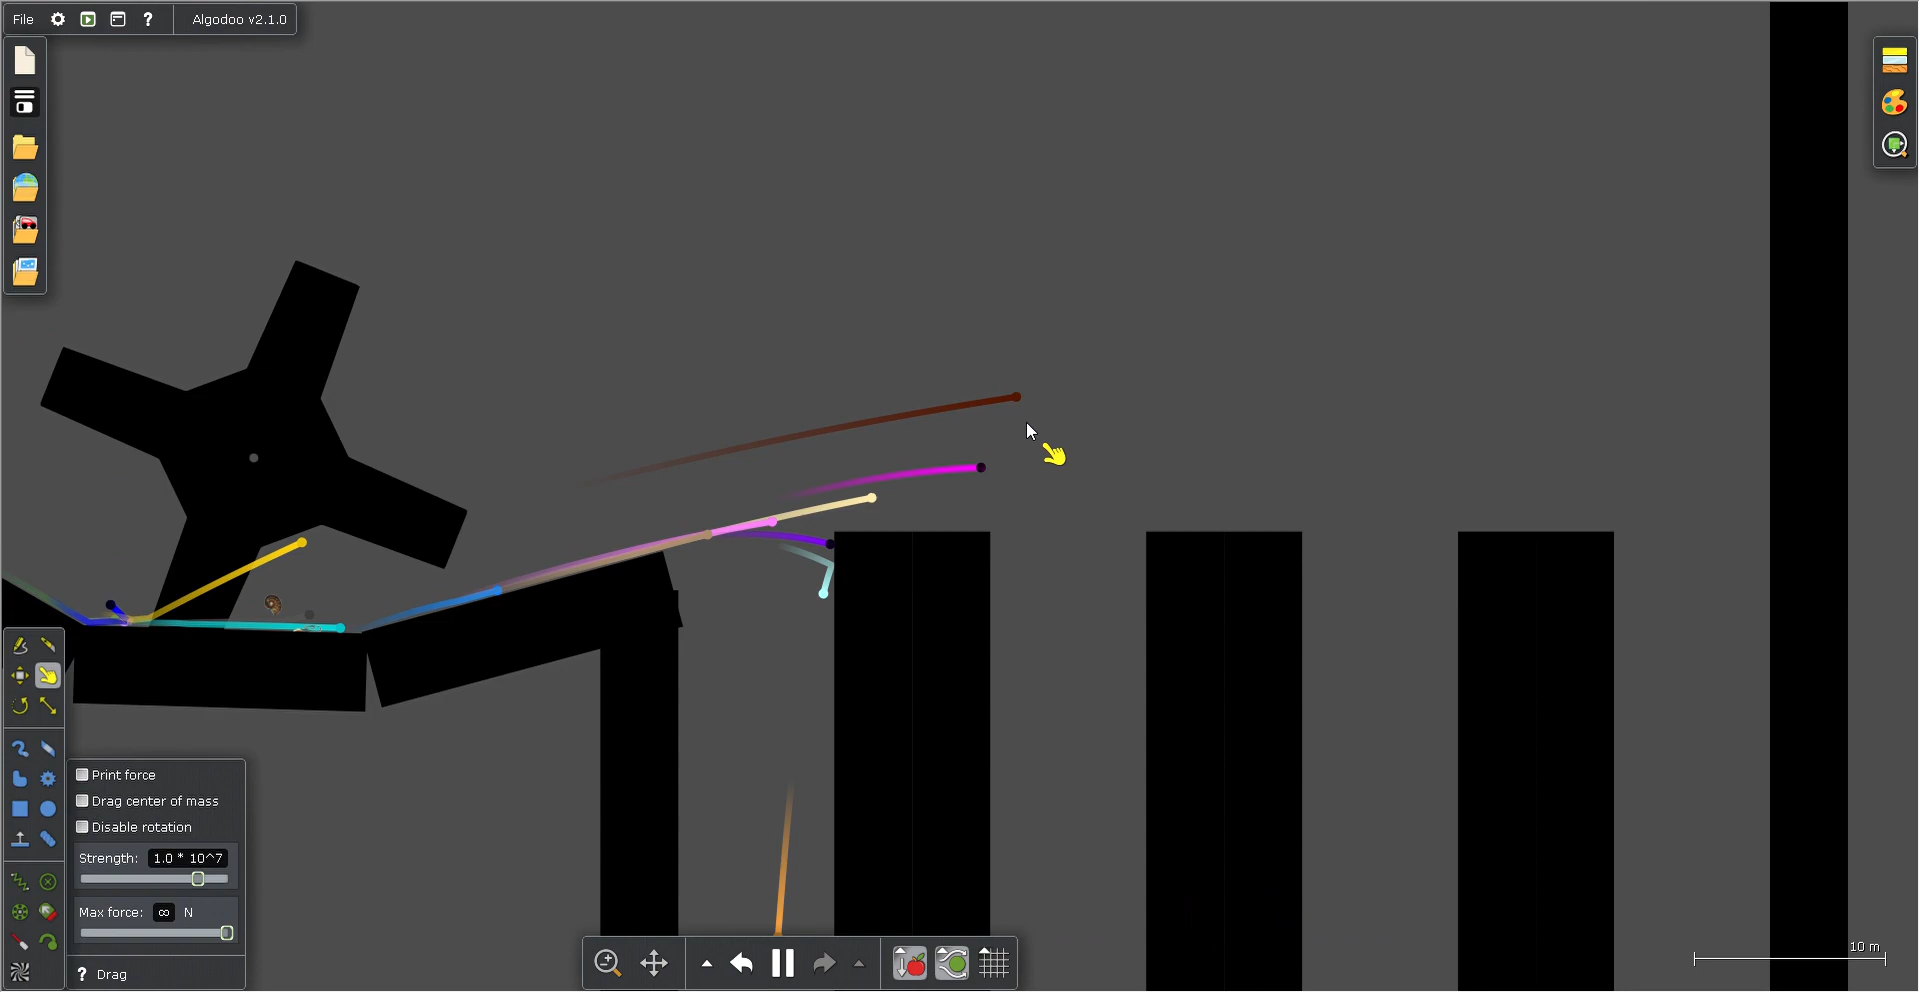 File ? Algodoo v2.1.0
Print force
Drag center of mass
Disable rotation
Strength: 1.0 * 10^7
Max force: ∞ N
? Drag
10 m